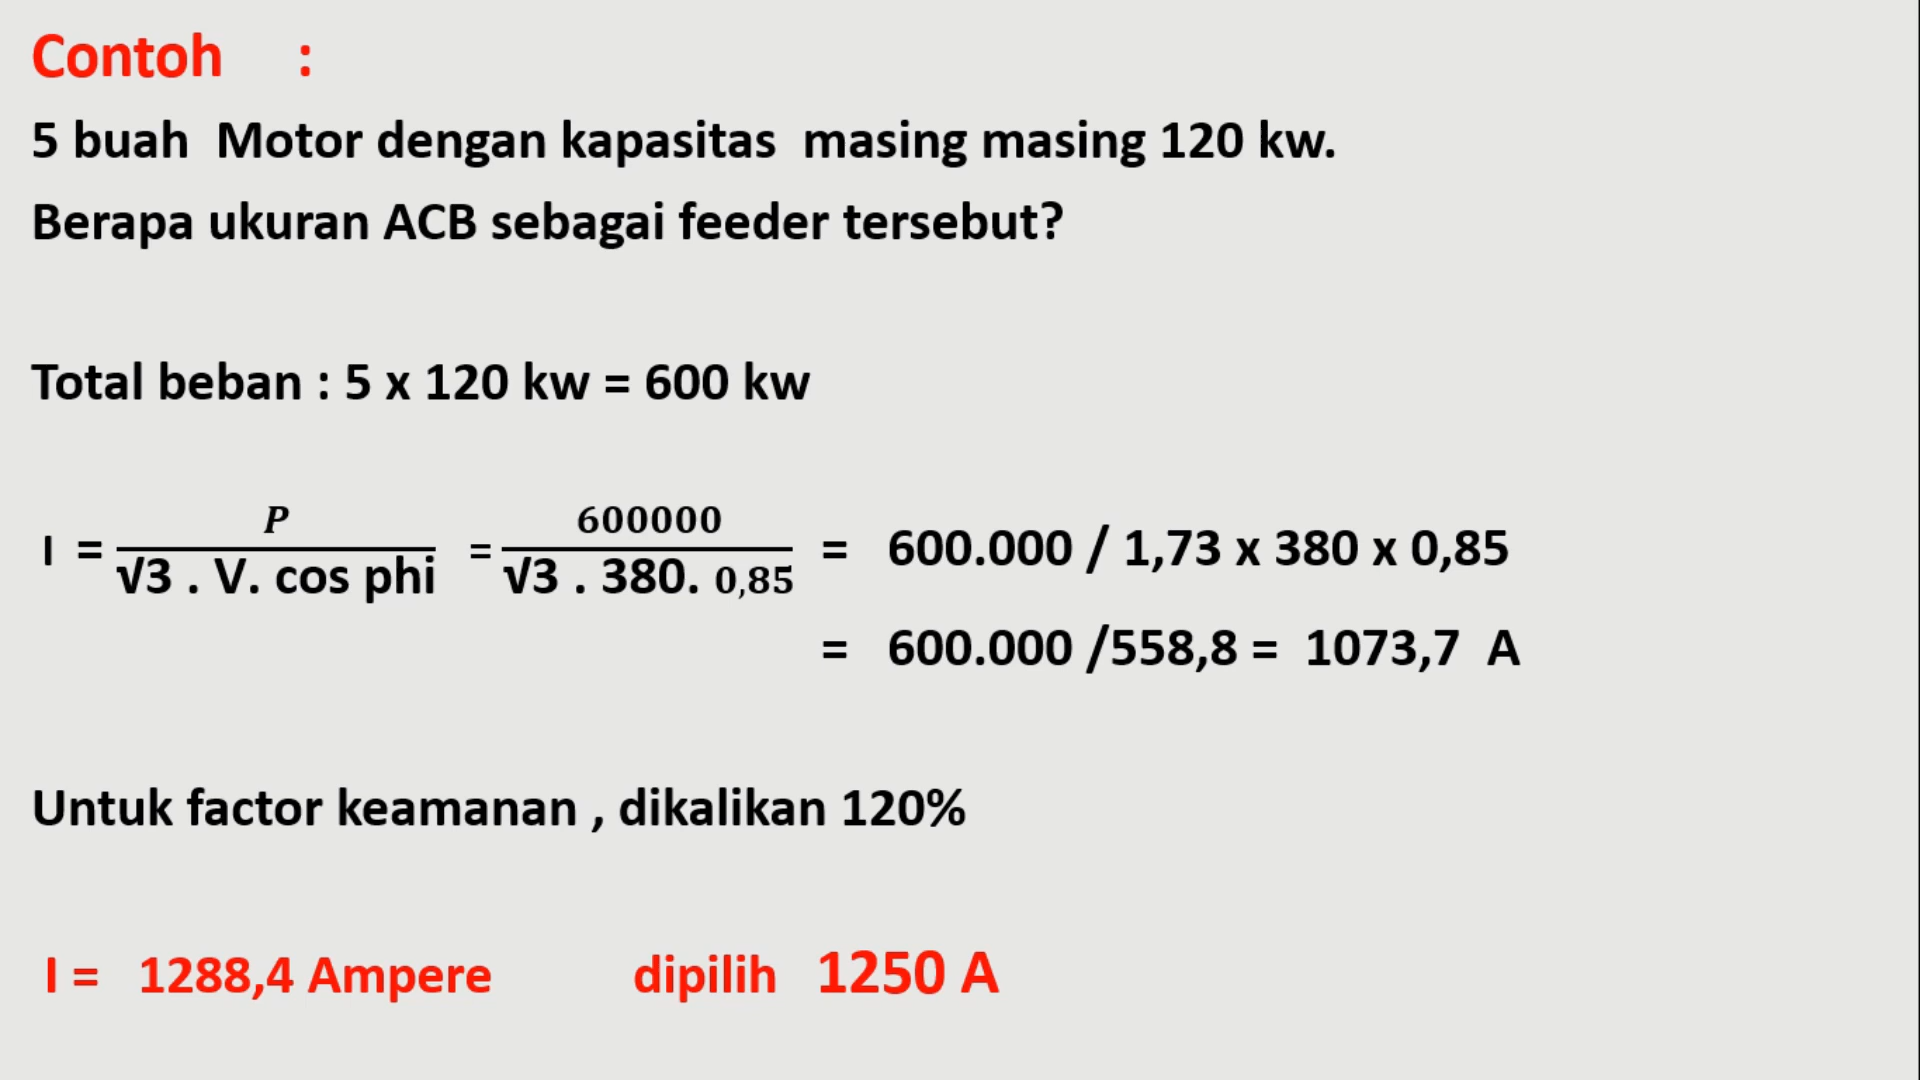 Contoh :
5 buah Motor dengan kapasitas masing masing 120 kw.
Berapa ukuran ACB sebagai feeder tersebut?
Total beban : 5 x 120 kw = 600 kw
I = P / √3 . V. cos phi = 600000 / √3 . 380. 0,85 = 600.000 / 1,73 x 380 x 0,85
= 600.000 /558,8 = 1073,7 A
Untuk factor keamanan , dikalikan 120%
I = 1288,4 Ampere dipilih 1250 A